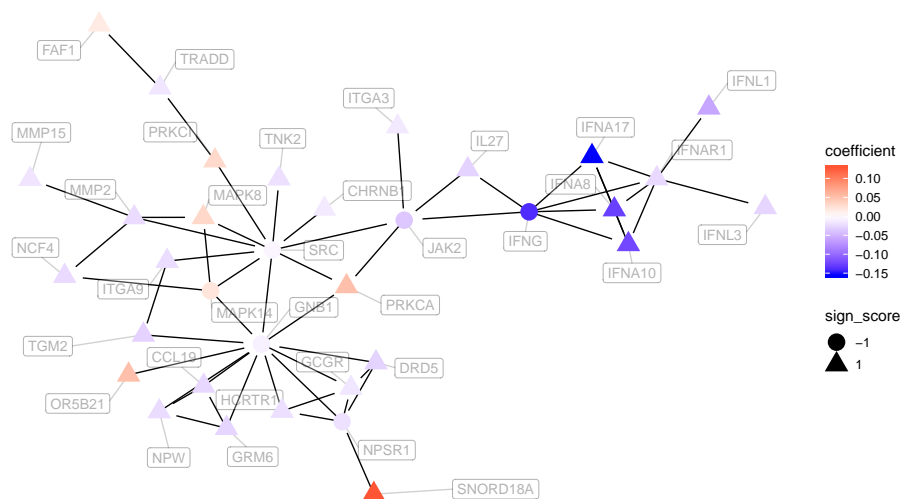 FAF1
TRADD
IFNL1
ITGA3
MMP15
PRKCI
TNK2
IL27
IFNA17
IFNAR1
MMP2
MAPK8
CHRNB1
IFNA8
NCF4
ITGA9
SRC
JAK2
IFNG
IFNL3
IFNA10
MAPK14
GNB1
PRKCA
TGM2
CCL19
GCGR
DRD5
OR5B21
HCRTR1
NPW
GRM6
NPSR1
SNORD18A
coefficient
0.10
0.05
0.00
−0.05
−0.10
−0.15
sign_score
−1
1